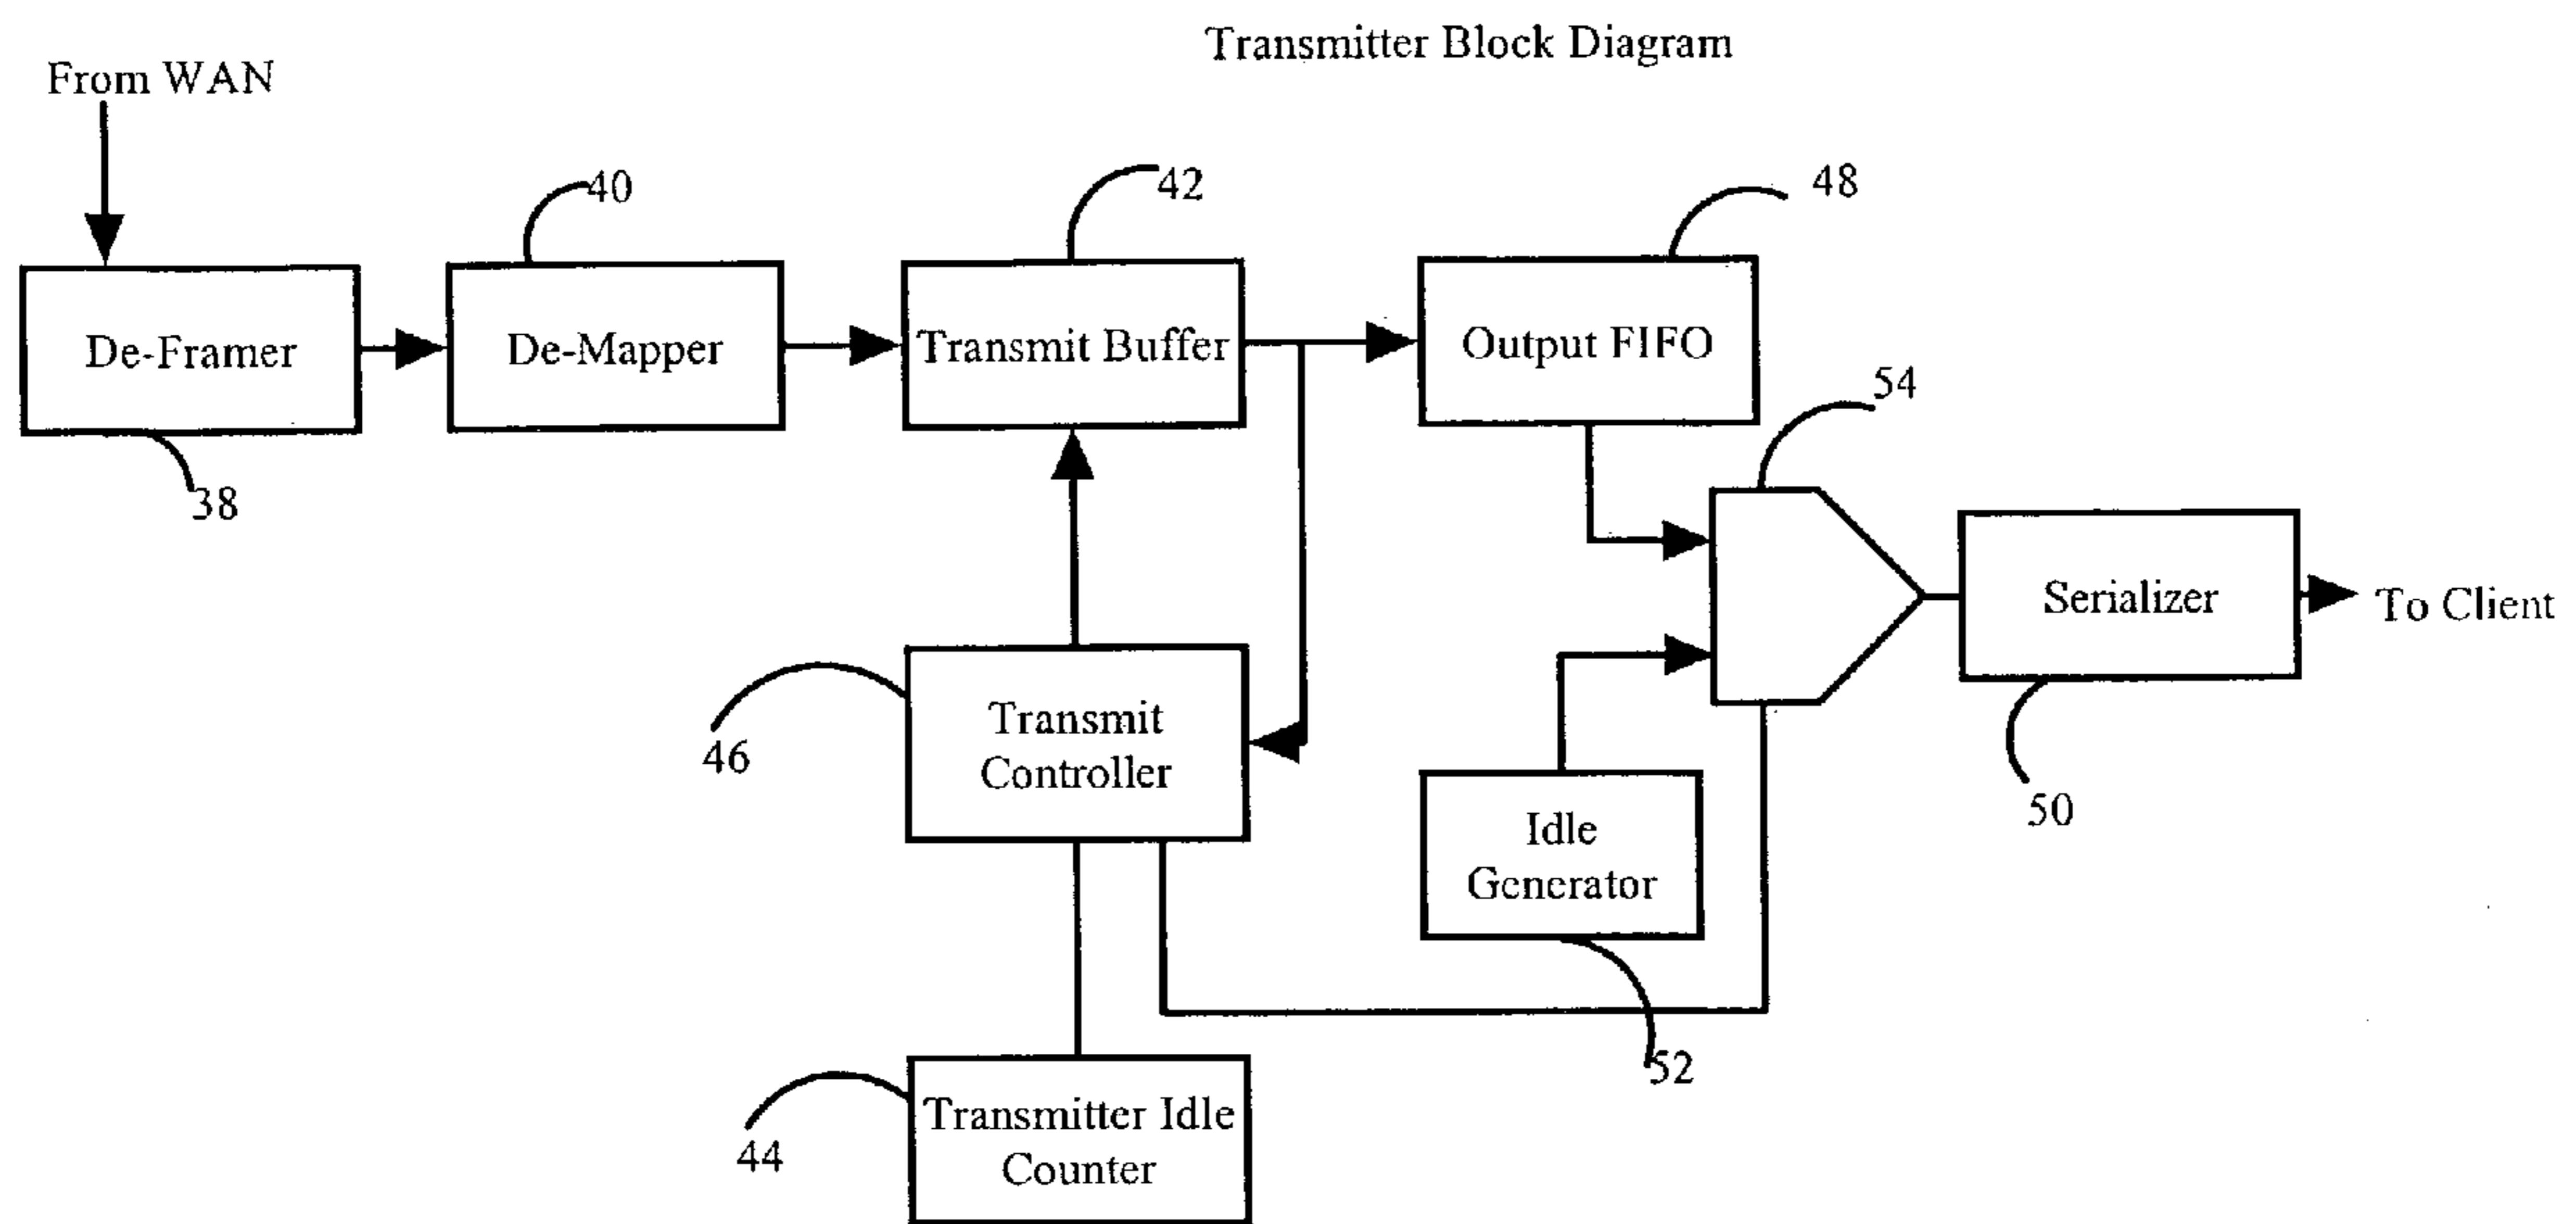 Transmitter Block Diagram
From WAN
40
42
48
De-Framer
De-Mapper
Transmit Buffer
Output FIFO
54
38
Serializer
To Client
46
Transmit
Controller
50
Idle
Generator
52
44
Transmitter Idle
Counter